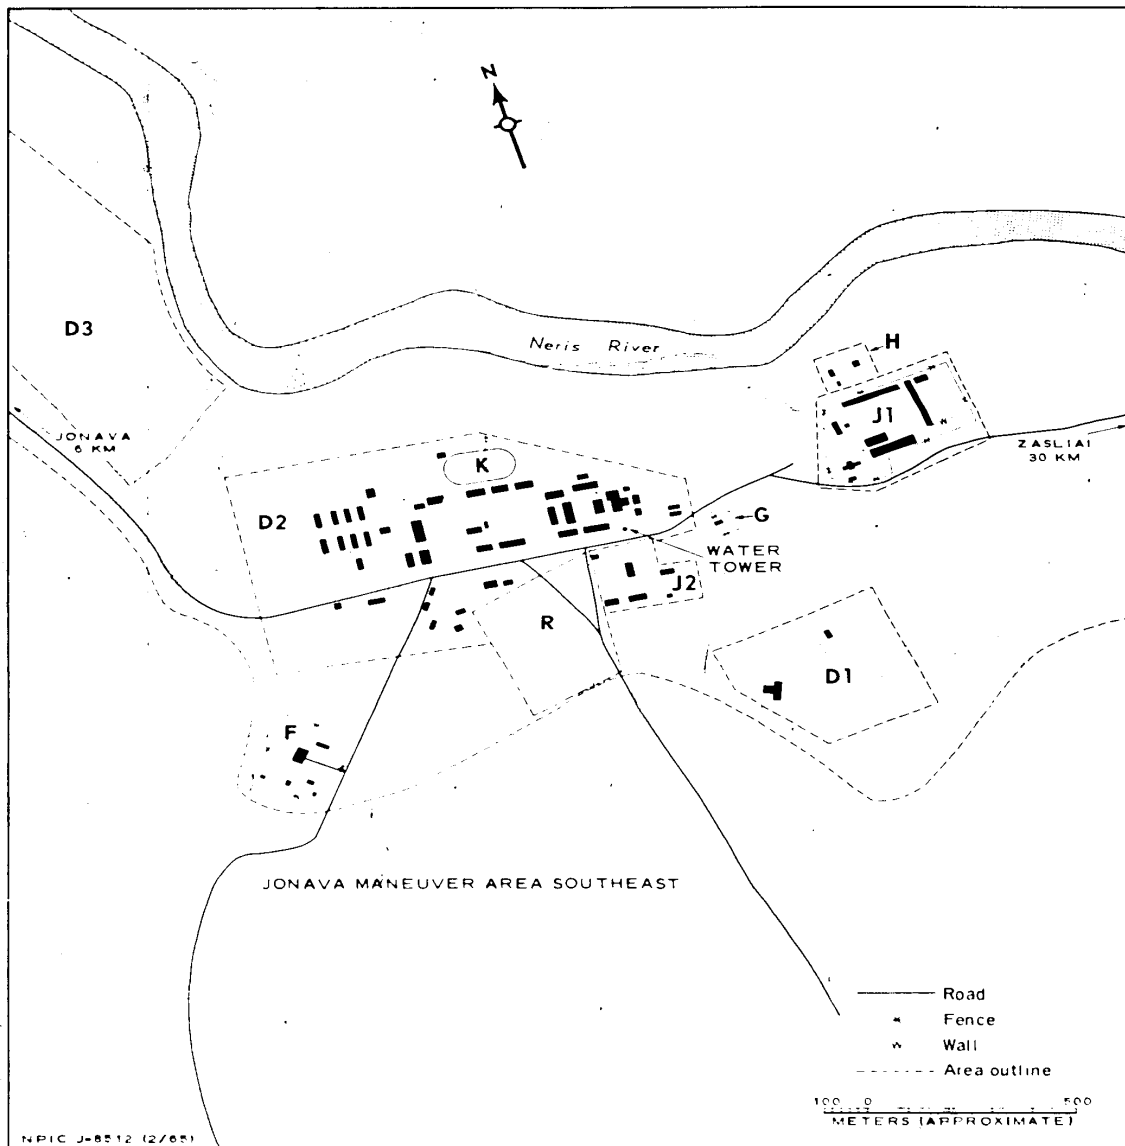 N
D3
Neris River
H
J1
JONAVA
6 KM
ZASLIAI
30 KM
K
D2
G
WATER
TOWER
J2
R
D1
F
JONAVA MANEUVER AREA SOUTHEAST
Road
Fence
Wall
Area outline
100 0 500
METERS (APPROXIMATE)
NPIC J-8512 (2/65)